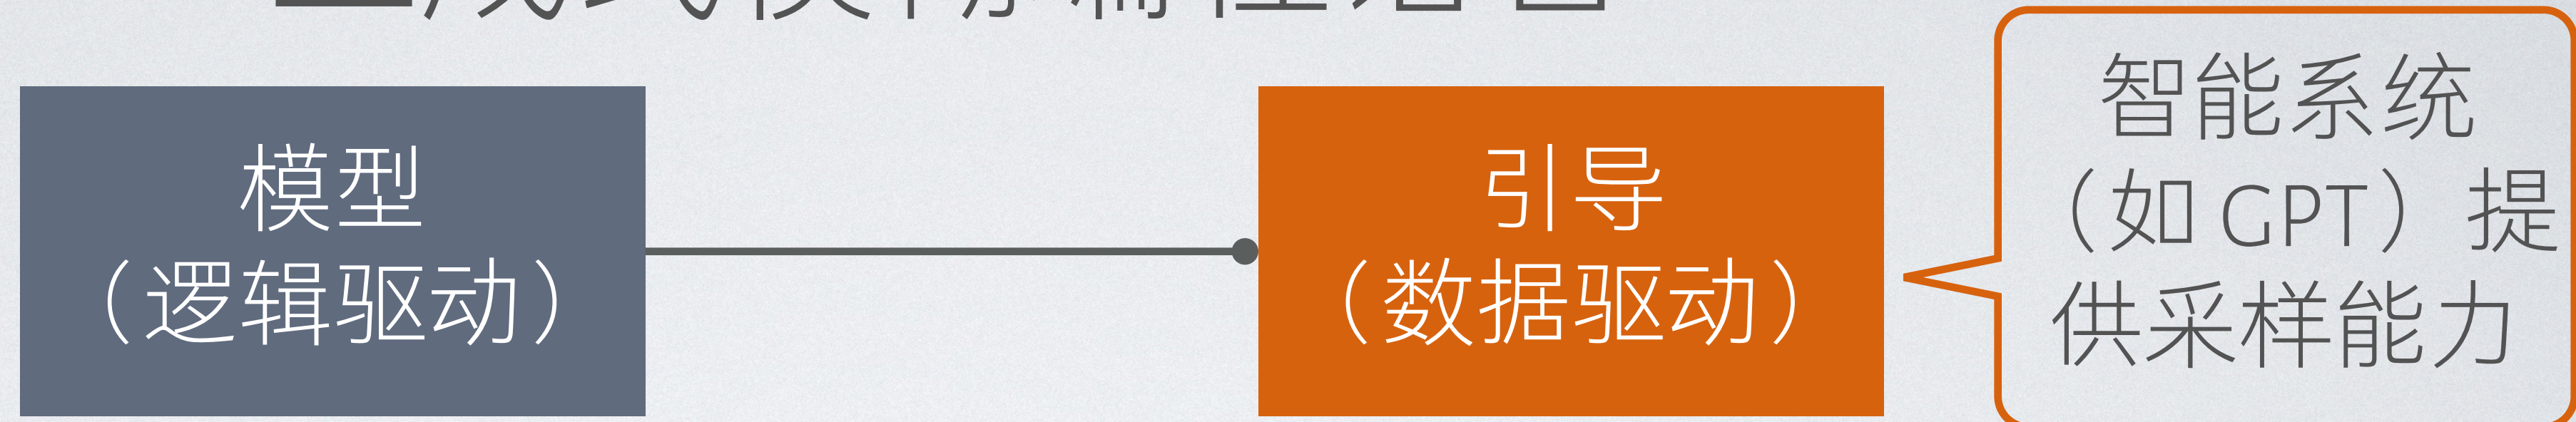 模型
（逻辑驱动）
引导
（数据驱动）
智能系统
（如 GPT）提
供采样能力